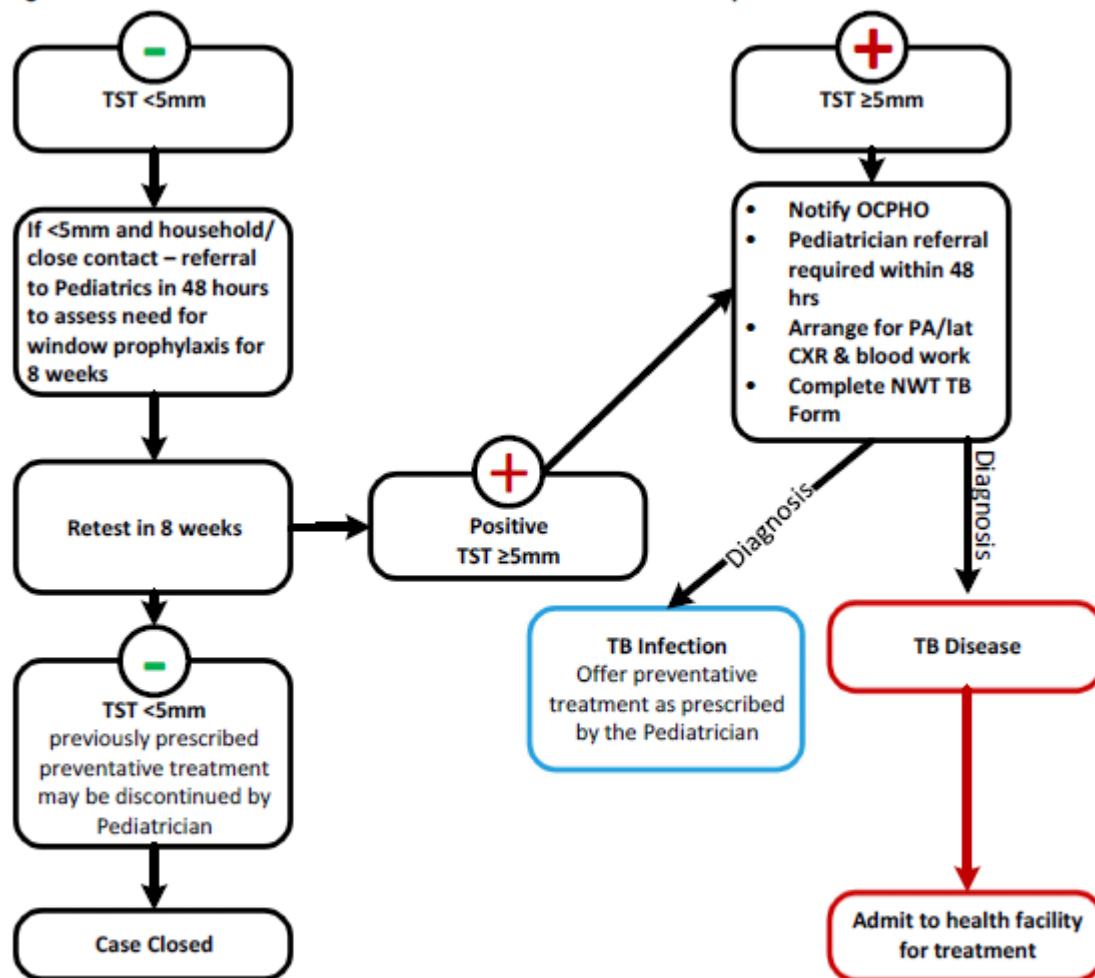 -
TST <5mm
If <5mm and household/
close contact – referral
to Pediatrics in 48 hours
to assess need for
window prophylaxis for
8 weeks
Retest in 8 weeks
-
TST <5mm
previously prescribed
preventative treatment
may be discontinued by
Pediatrician
Case Closed
+
Positive
TST ≥5mm
+
TST ≥5mm
• Notify OCPHO
• Pediatrician referral
required within 48
hrs
• Arrange for PA/lat
CXR & blood work
• Complete NWT TB
Form
Diagnosis
Diagnosis
TB Infection
Offer preventative
treatment as prescribed
by the Pediatrician
TB Disease
Admit to health facility
for treatment